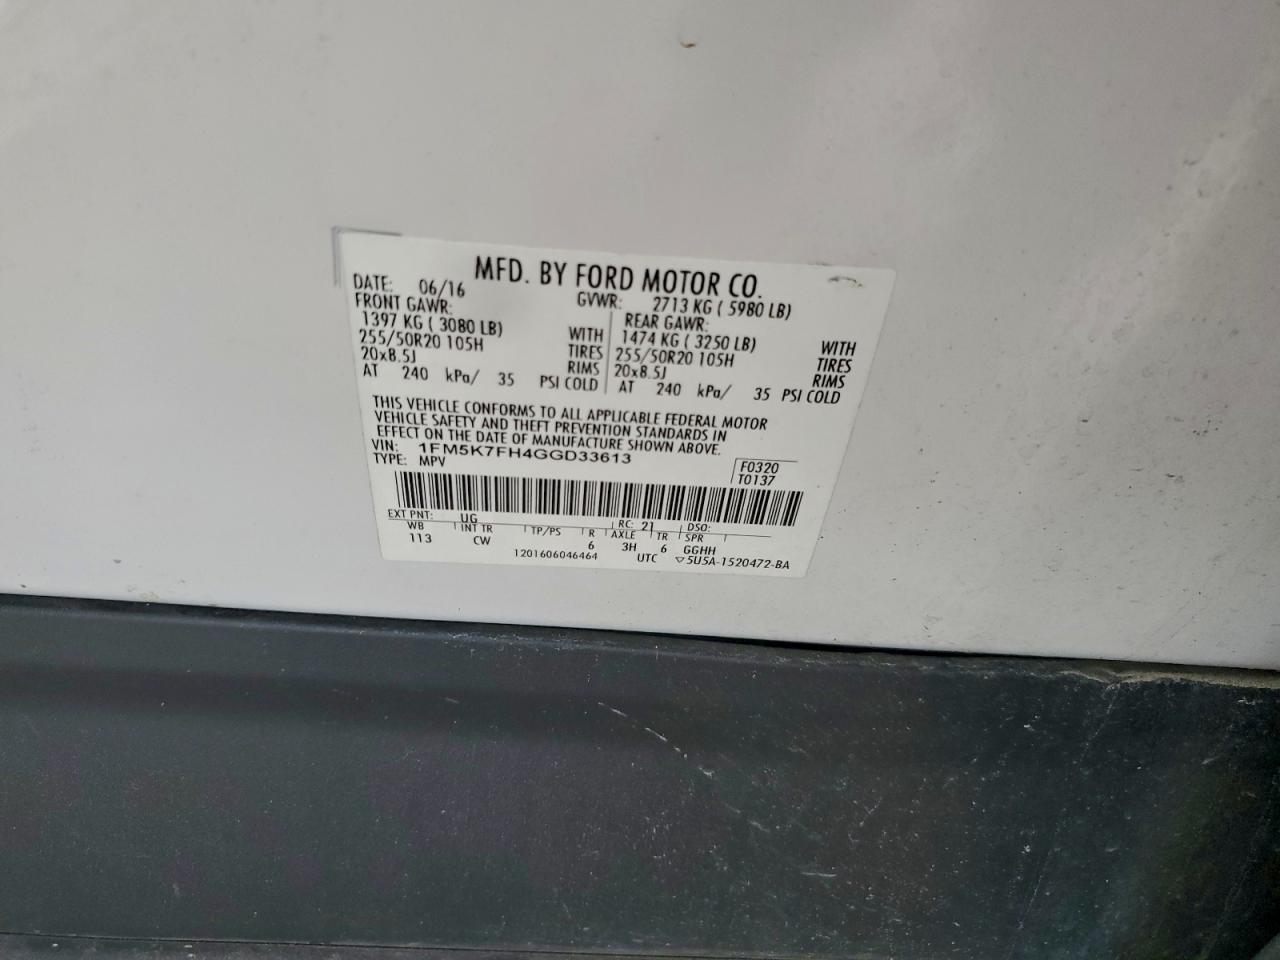 MFD. BY FORD MOTOR CO.
DATE: 06/16 GVWR: 2713 KG ( 5980 LB)
FRONT GAWR: REAR GAWR:
1397 KG ( 3080 LB) WITH 1474 KG ( 3250 LB) WITH
255/50R20 105H TIRES 255/50R20 105H TIRES
20x8.5J RIMS 20x8.5J RIMS
AT 240 kPa/ 35 PSI COLD AT 240 kPa/ 35 PSI COLD
THIS VEHICLE CONFORMS TO ALL APPLICABLE FEDERAL MOTOR
VEHICLE SAFETY AND THEFT PREVENTION STANDARDS IN
EFFECT ON THE DATE OF MANUFACTURE SHOWN ABOVE.
VIN: 1FM5K7FH4GGD33613 F0320
TYPE: MPV T0137
EXT PNT: UG RC: 21 DSO:
WB INT TR TP/PS R AXLE TR SPR
113 CW 6 3H 6 GGHH
1201606046464 UTC ▽5U5A-1520472-BA